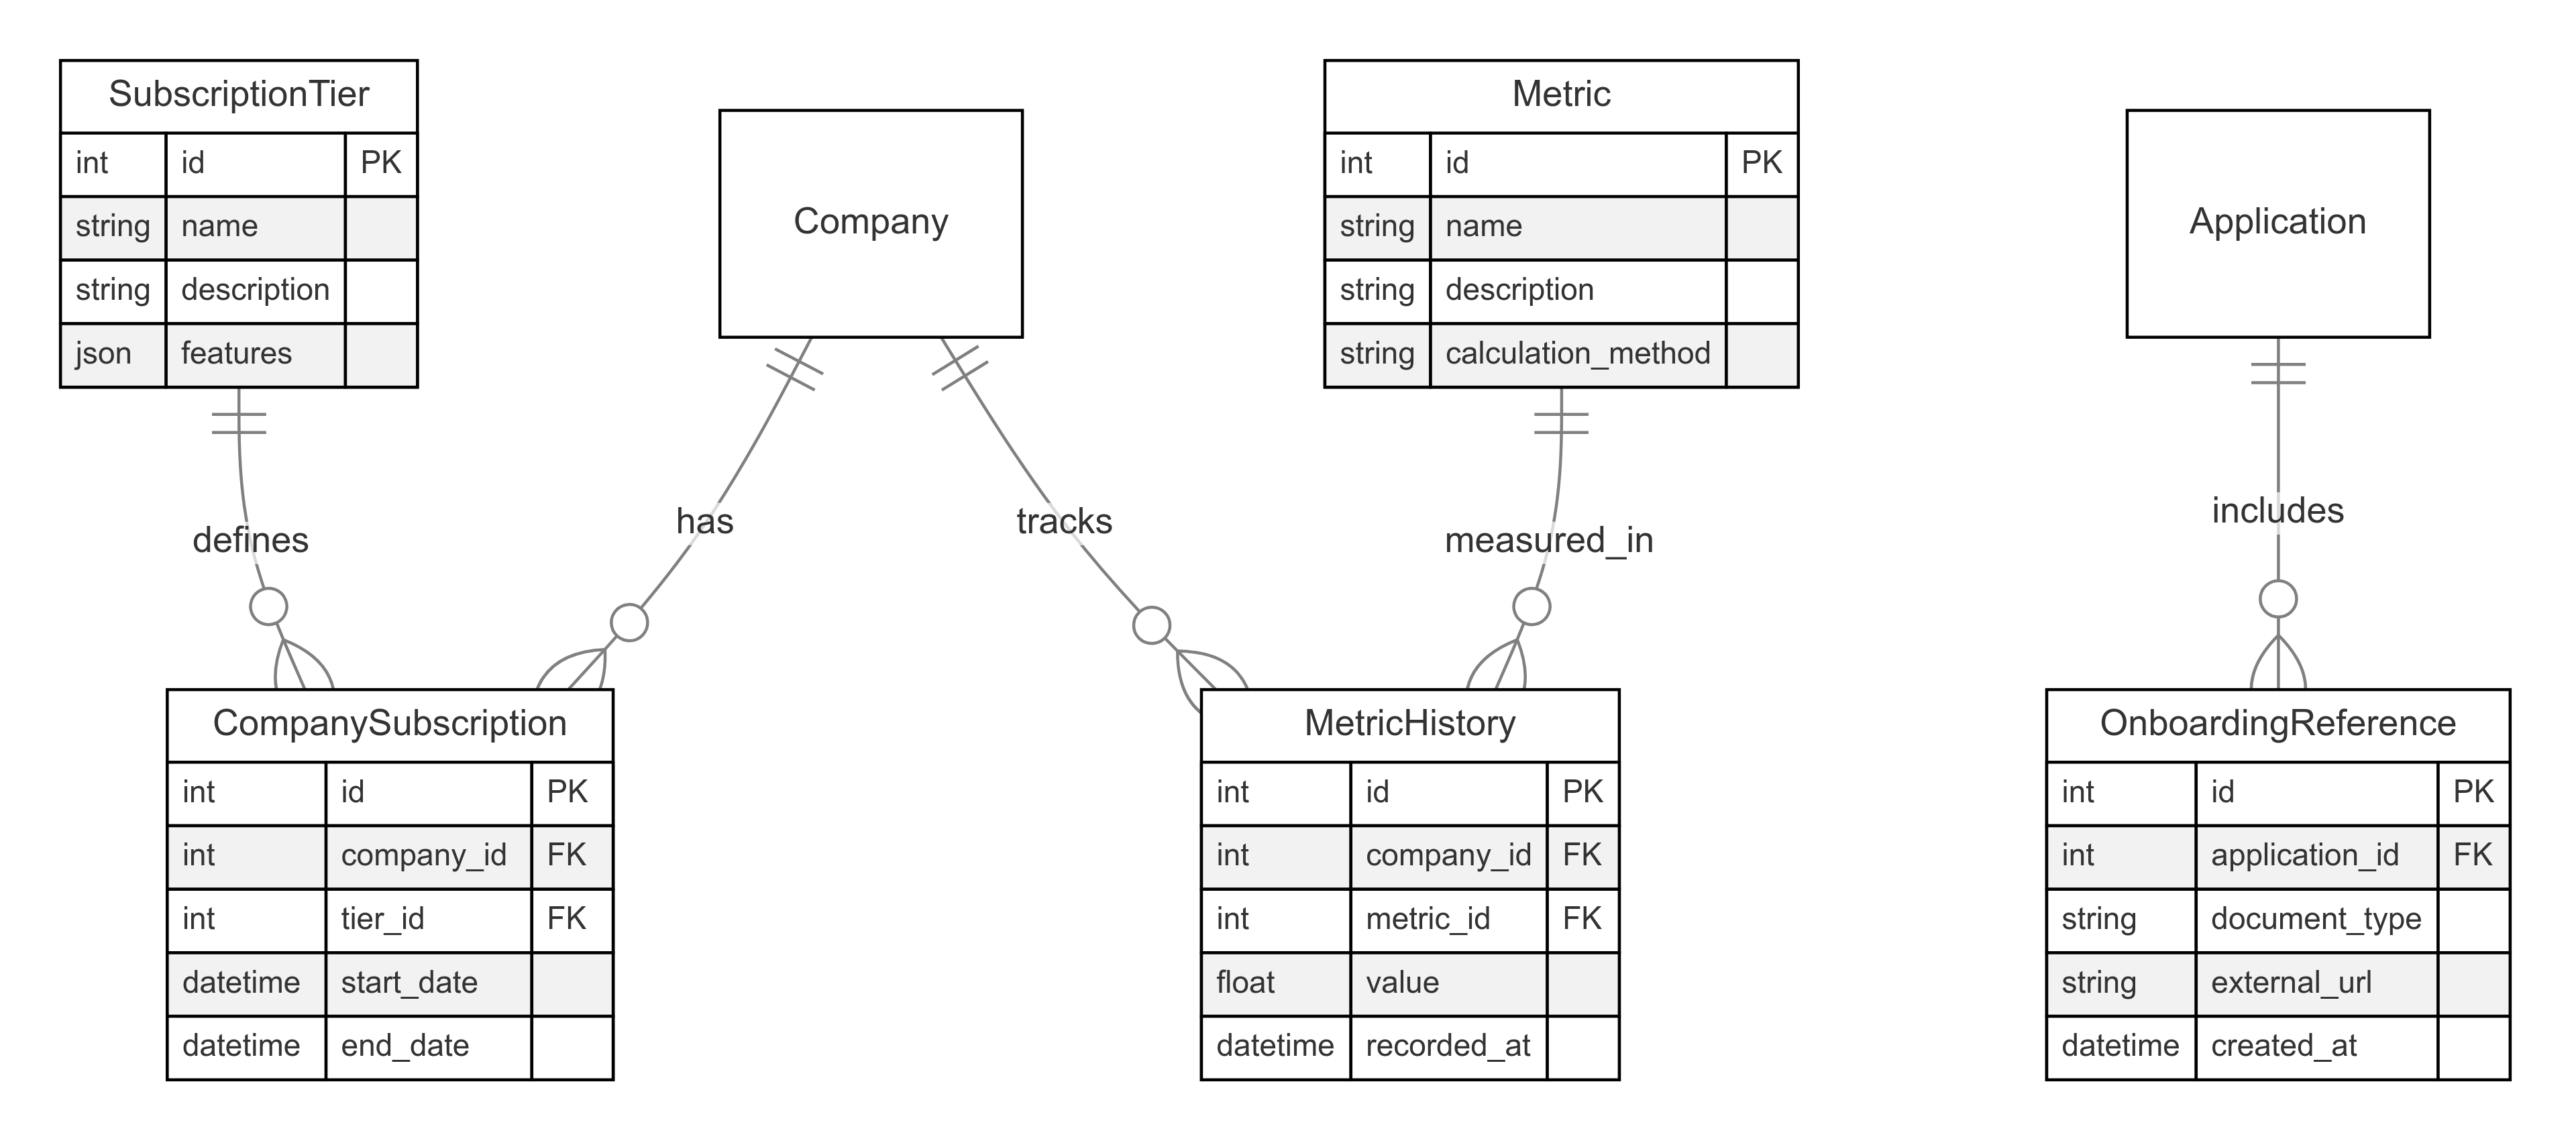 SubscriptionTier
int id PK
string name
string description
json features
Company
Metric
int id PK
string name
string description
string calculation_method
Application
defines
has
tracks
measured_in
includes
CompanySubscription
int id PK
int company_id FK
int tier_id FK
datetime start_date
datetime end_date
MetricHistory
int id PK
int company_id FK
int metric_id FK
float value
datetime recorded_at
OnboardingReference
int id PK
int application_id FK
string document_type
string external_url
datetime created_at